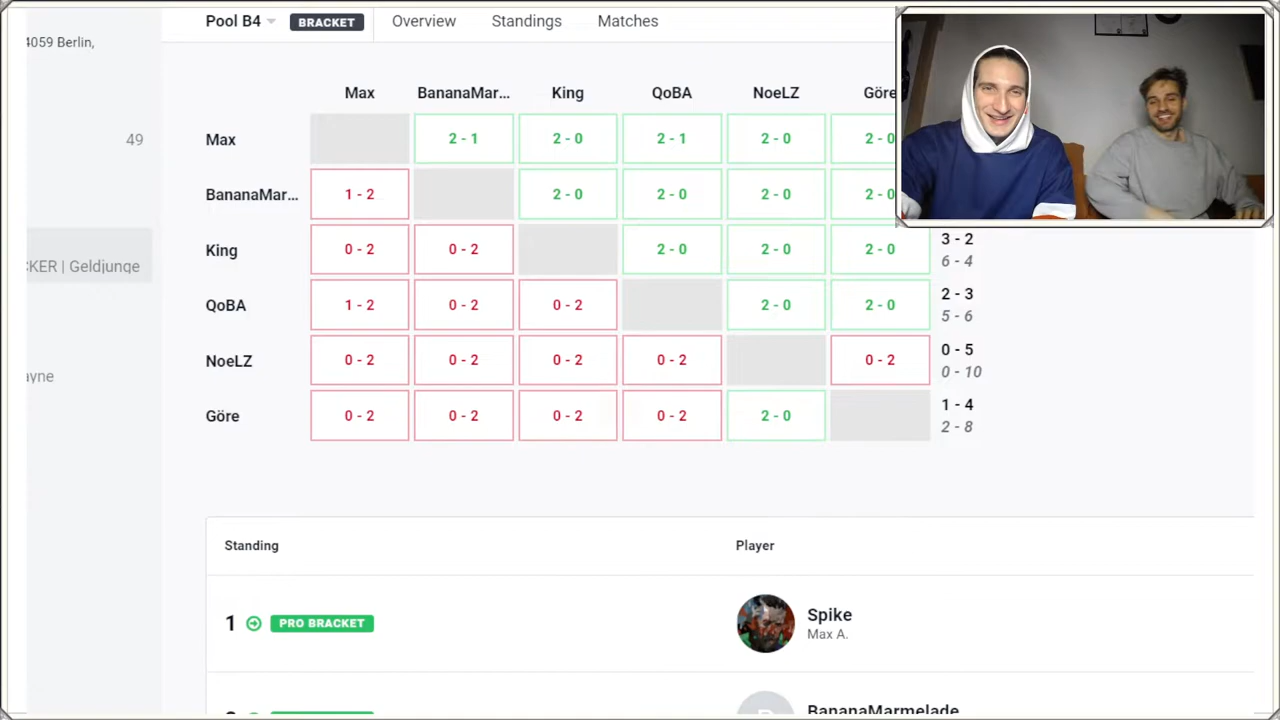 4059 Berlin,
49
KER | Geldjunge
ayne
Pool B4 BRACKET Overview Standings Matches
Max BananaMar... King QoBA NoeLZ Göre
Max 2 - 1 2 - 0 2 - 1 2 - 0 2 - 0
BananaMar... 1 - 2 2 - 0 2 - 0 2 - 0 2 - 0
King 0 - 2 0 - 2 2 - 0 2 - 0 2 - 0 3 - 2
6 - 4
QoBA 1 - 2 0 - 2 0 - 2 2 - 0 2 - 0 2 - 3
5 - 6
NoeLZ 0 - 2 0 - 2 0 - 2 0 - 2 0 - 2 0 - 5
0 - 10
Göre 0 - 2 0 - 2 0 - 2 0 - 2 2 - 0 1 - 4
2 - 8
Standing Player
1 PRO BRACKET Spike
Max A.
BananaMarmelade